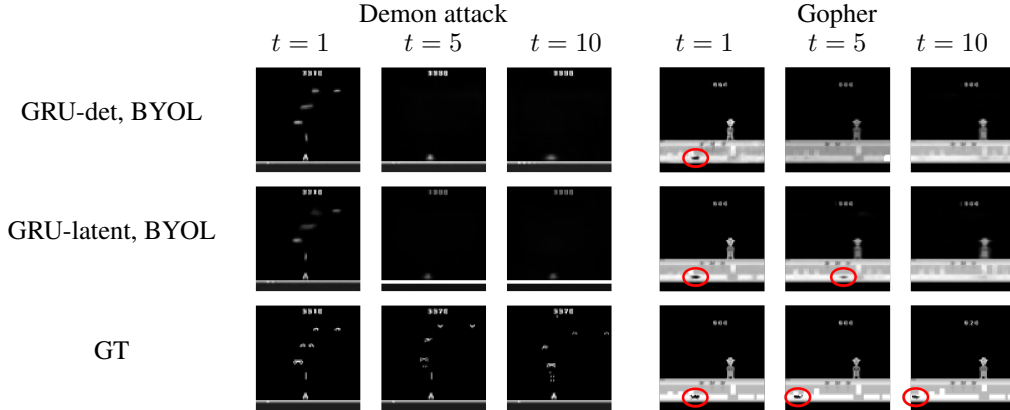 Demon attack Gopher
t = 1 t = 5 t = 10 t = 1 t = 5 t = 10
GRU-det, BYOL
GRU-latent, BYOL
GT